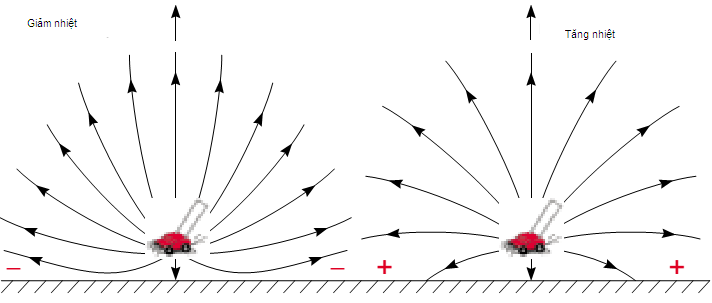 Giảm nhiệt
Tăng nhiệt
− − + +